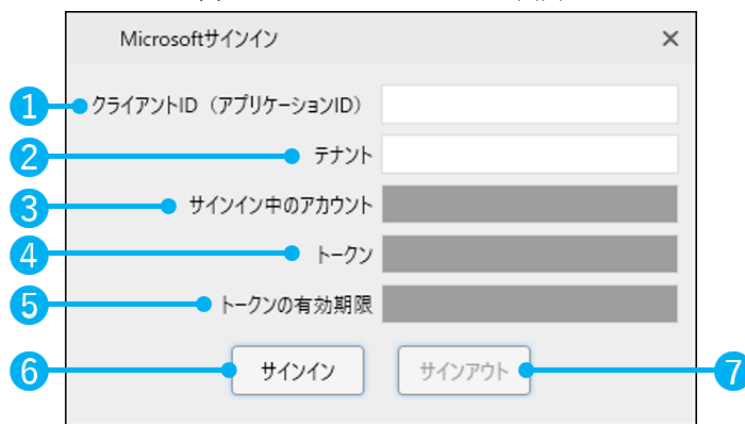 Microsoftサインイン ×
1 クライアントID（アプリケーションID）
2 テナント
3 サインイン中のアカウント
4 トークン
5 トークンの有効期限
6 サインイン サインアウト 7